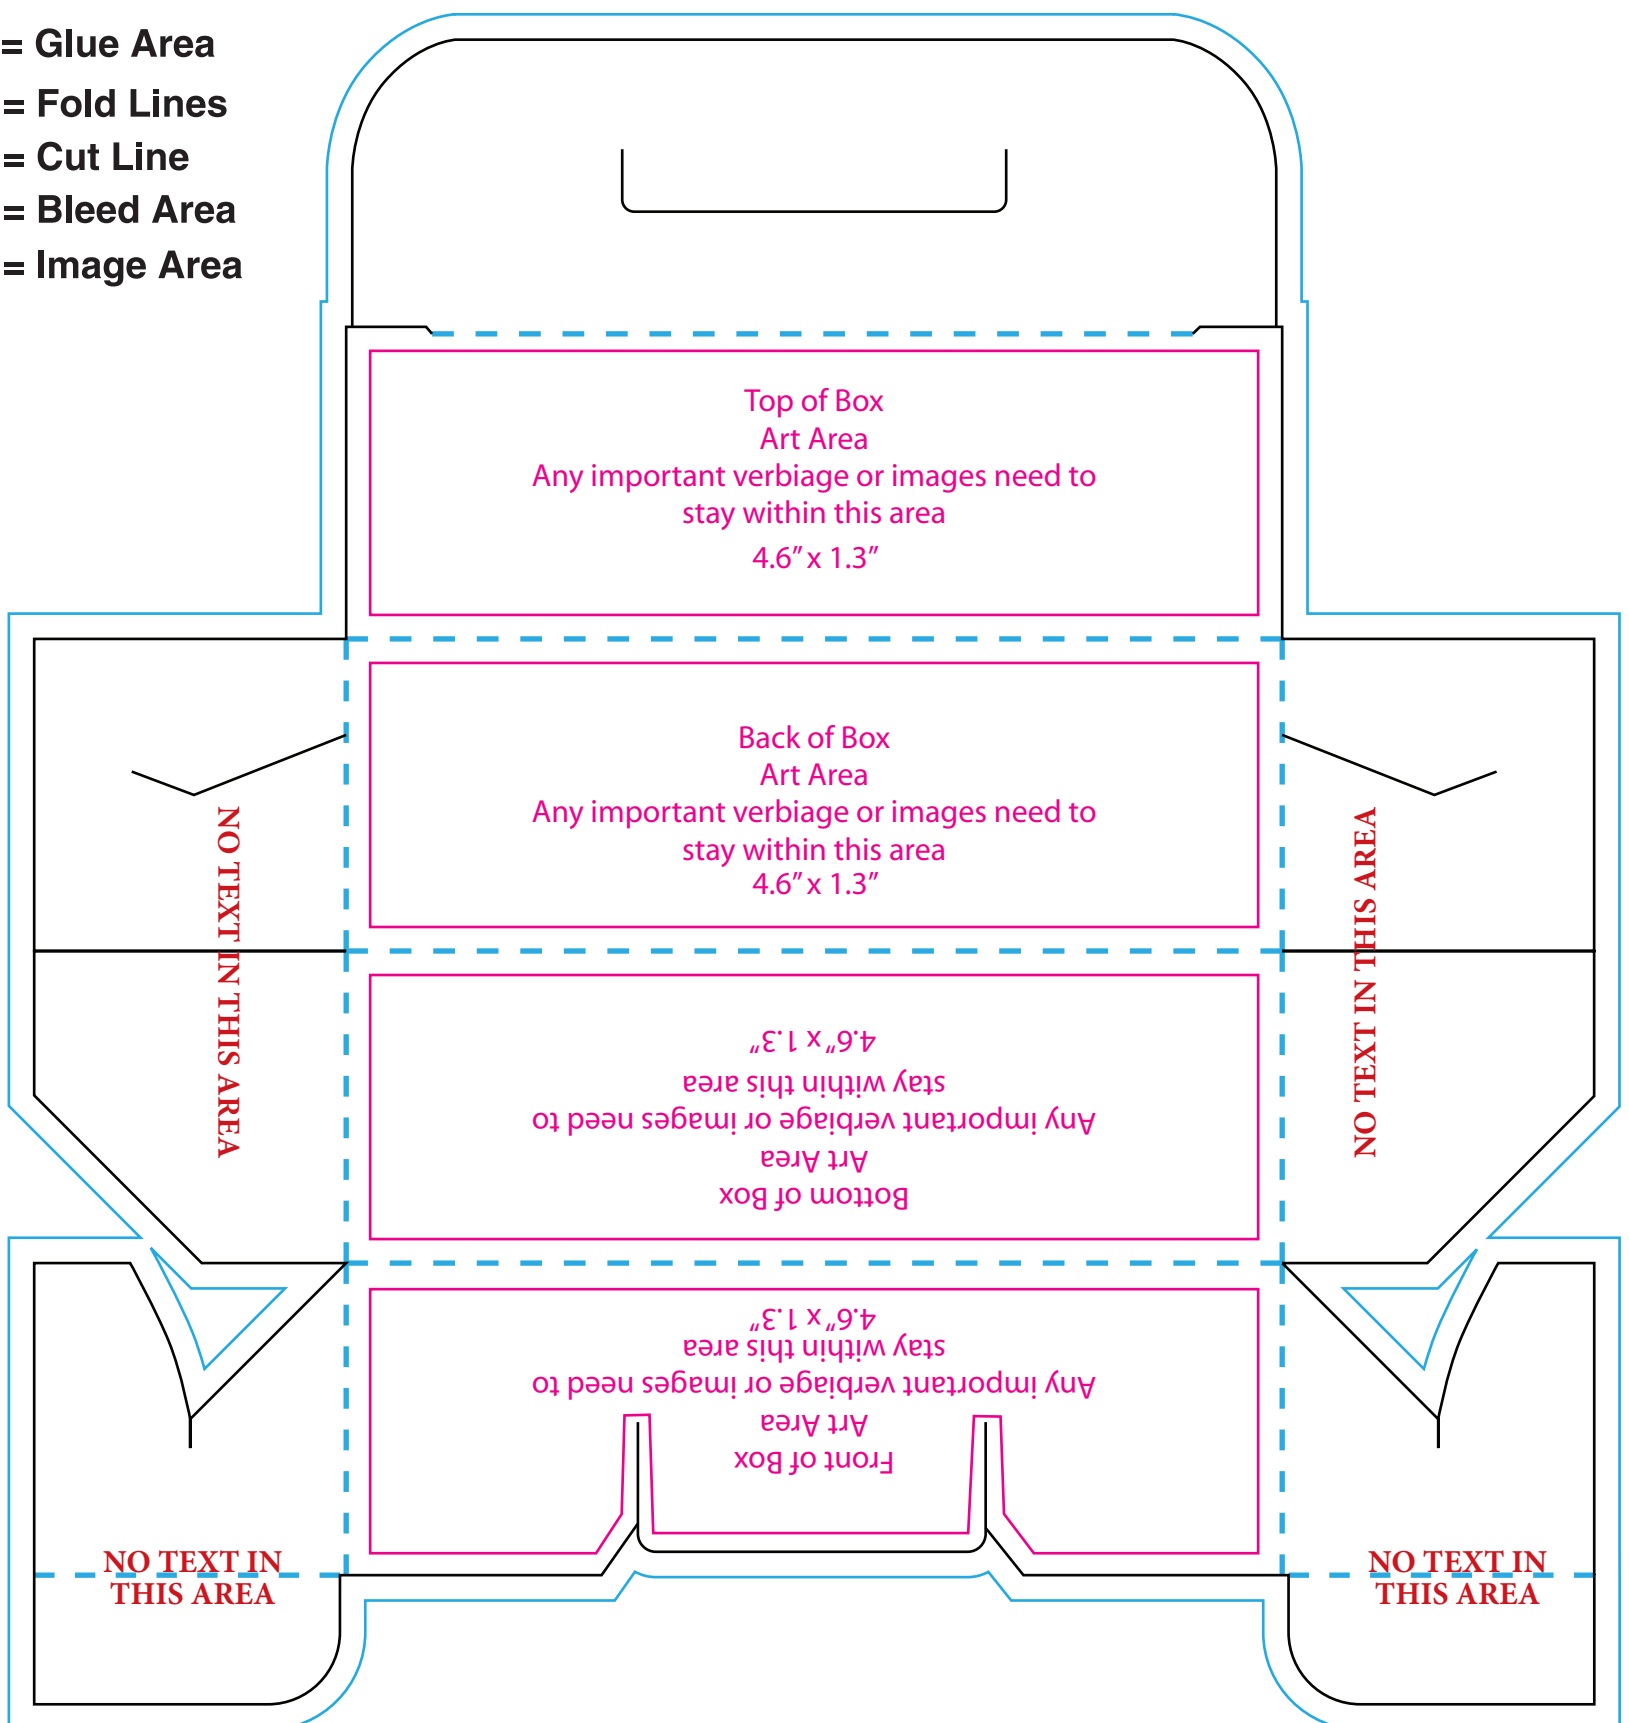 = Glue Area
= Fold Lines
= Cut Line
= Bleed Area
= Image Area
Top of Box
Art Area
Any important verbiage or images need to
stay within this area
4.6” x 1.3”
Back of Box
Art Area
Any important verbiage or images need to
stay within this area
4.6” x 1.3”
NO TEXT IN THIS AREA
NO TEXT IN THIS AREA
Bottom of Box
Art Area
Any important verbiage or images need to
stay within this area
4.6” x 1.3”
Front of Box
Art Area
Any important verbiage or images need to
stay within this area
4.6” x 1.3”
NO TEXT IN
THIS AREA
NO TEXT IN
THIS AREA